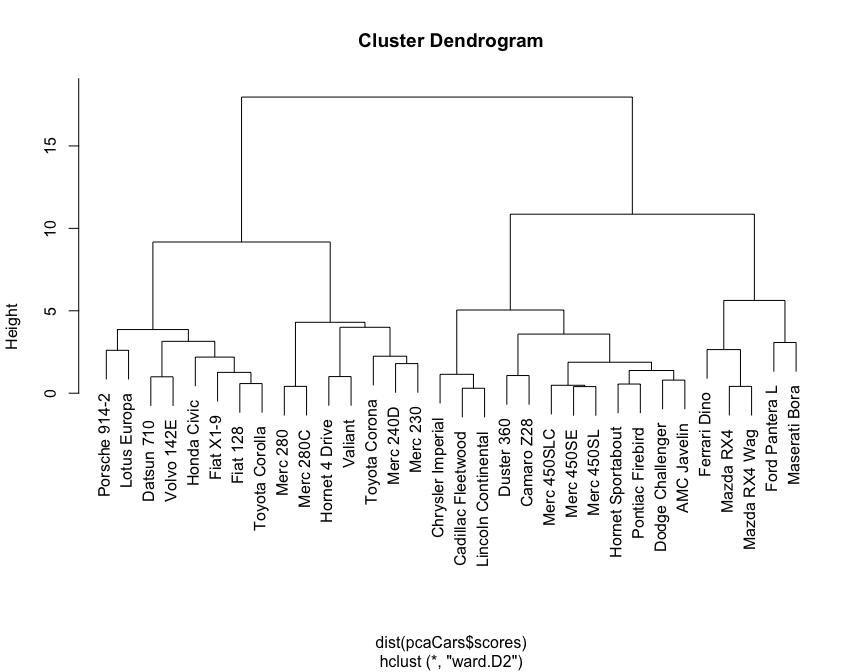 Cluster Dendrogram
Height
15
10
5
0
Porsche 914-2
Lotus Europa
Datsun 710
Volvo 142E
Honda Civic
Fiat X1-9
Fiat 128
Toyota Corolla
Merc 280
Merc 280C
Hornet 4 Drive
Valiant
Toyota Corona
Merc 240D
Merc 230
Chrysler Imperial
Cadillac Fleetwood
Lincoln Continental
Duster 360
Camaro Z28
Merc 450SLC
Merc 450SE
Merc 450SL
Hornet Sportabout
Pontiac Firebird
Dodge Challenger
AMC Javelin
Ferrari Dino
Mazda RX4
Mazda RX4 Wag
Ford Pantera L
Maserati Bora
dist(pcaCars$scores)
hclust (*, "ward.D2")